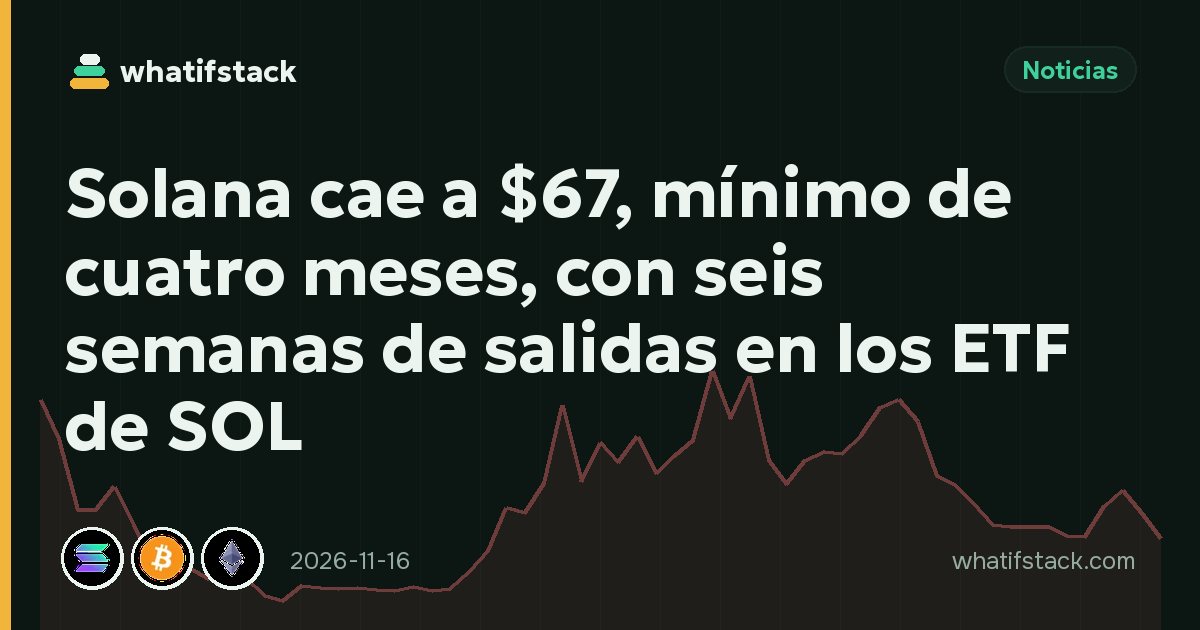 whatifstack
Noticias
Solana cae a $67, mínimo de
cuatro meses, con seis
semanas de salidas en los ETF
de SOL
2026-11-16
whatifstack.com